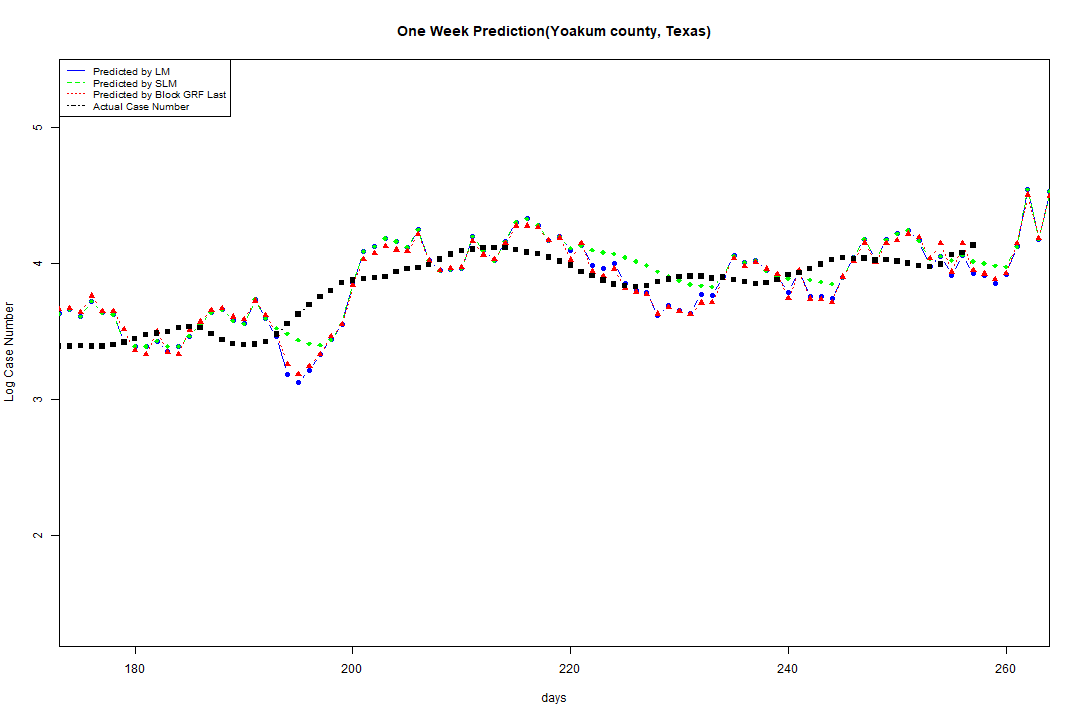 One Week Prediction(Yoakum county, Texas)
Predicted by LM
Predicted by SLM
Predicted by Block GRF Last
Actual Case Number
5
4
3
2
Log Case Number
180 200 220 240 260
days